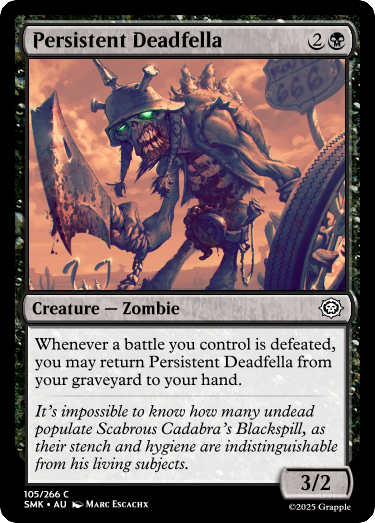 Persistent Deadfella 2
666
Creature — Zombie
Whenever a battle you control is defeated,
you may return Persistent Deadfella from
your graveyard to your hand.
It's impossible to know how many undead
populate Scabrous Cadabra's Blackspill, as
their stench and hygiene are indistinguishable
from his living subjects.
3/2
105/266 C
SMK • AU Marc Escachx
©2025 Grapple